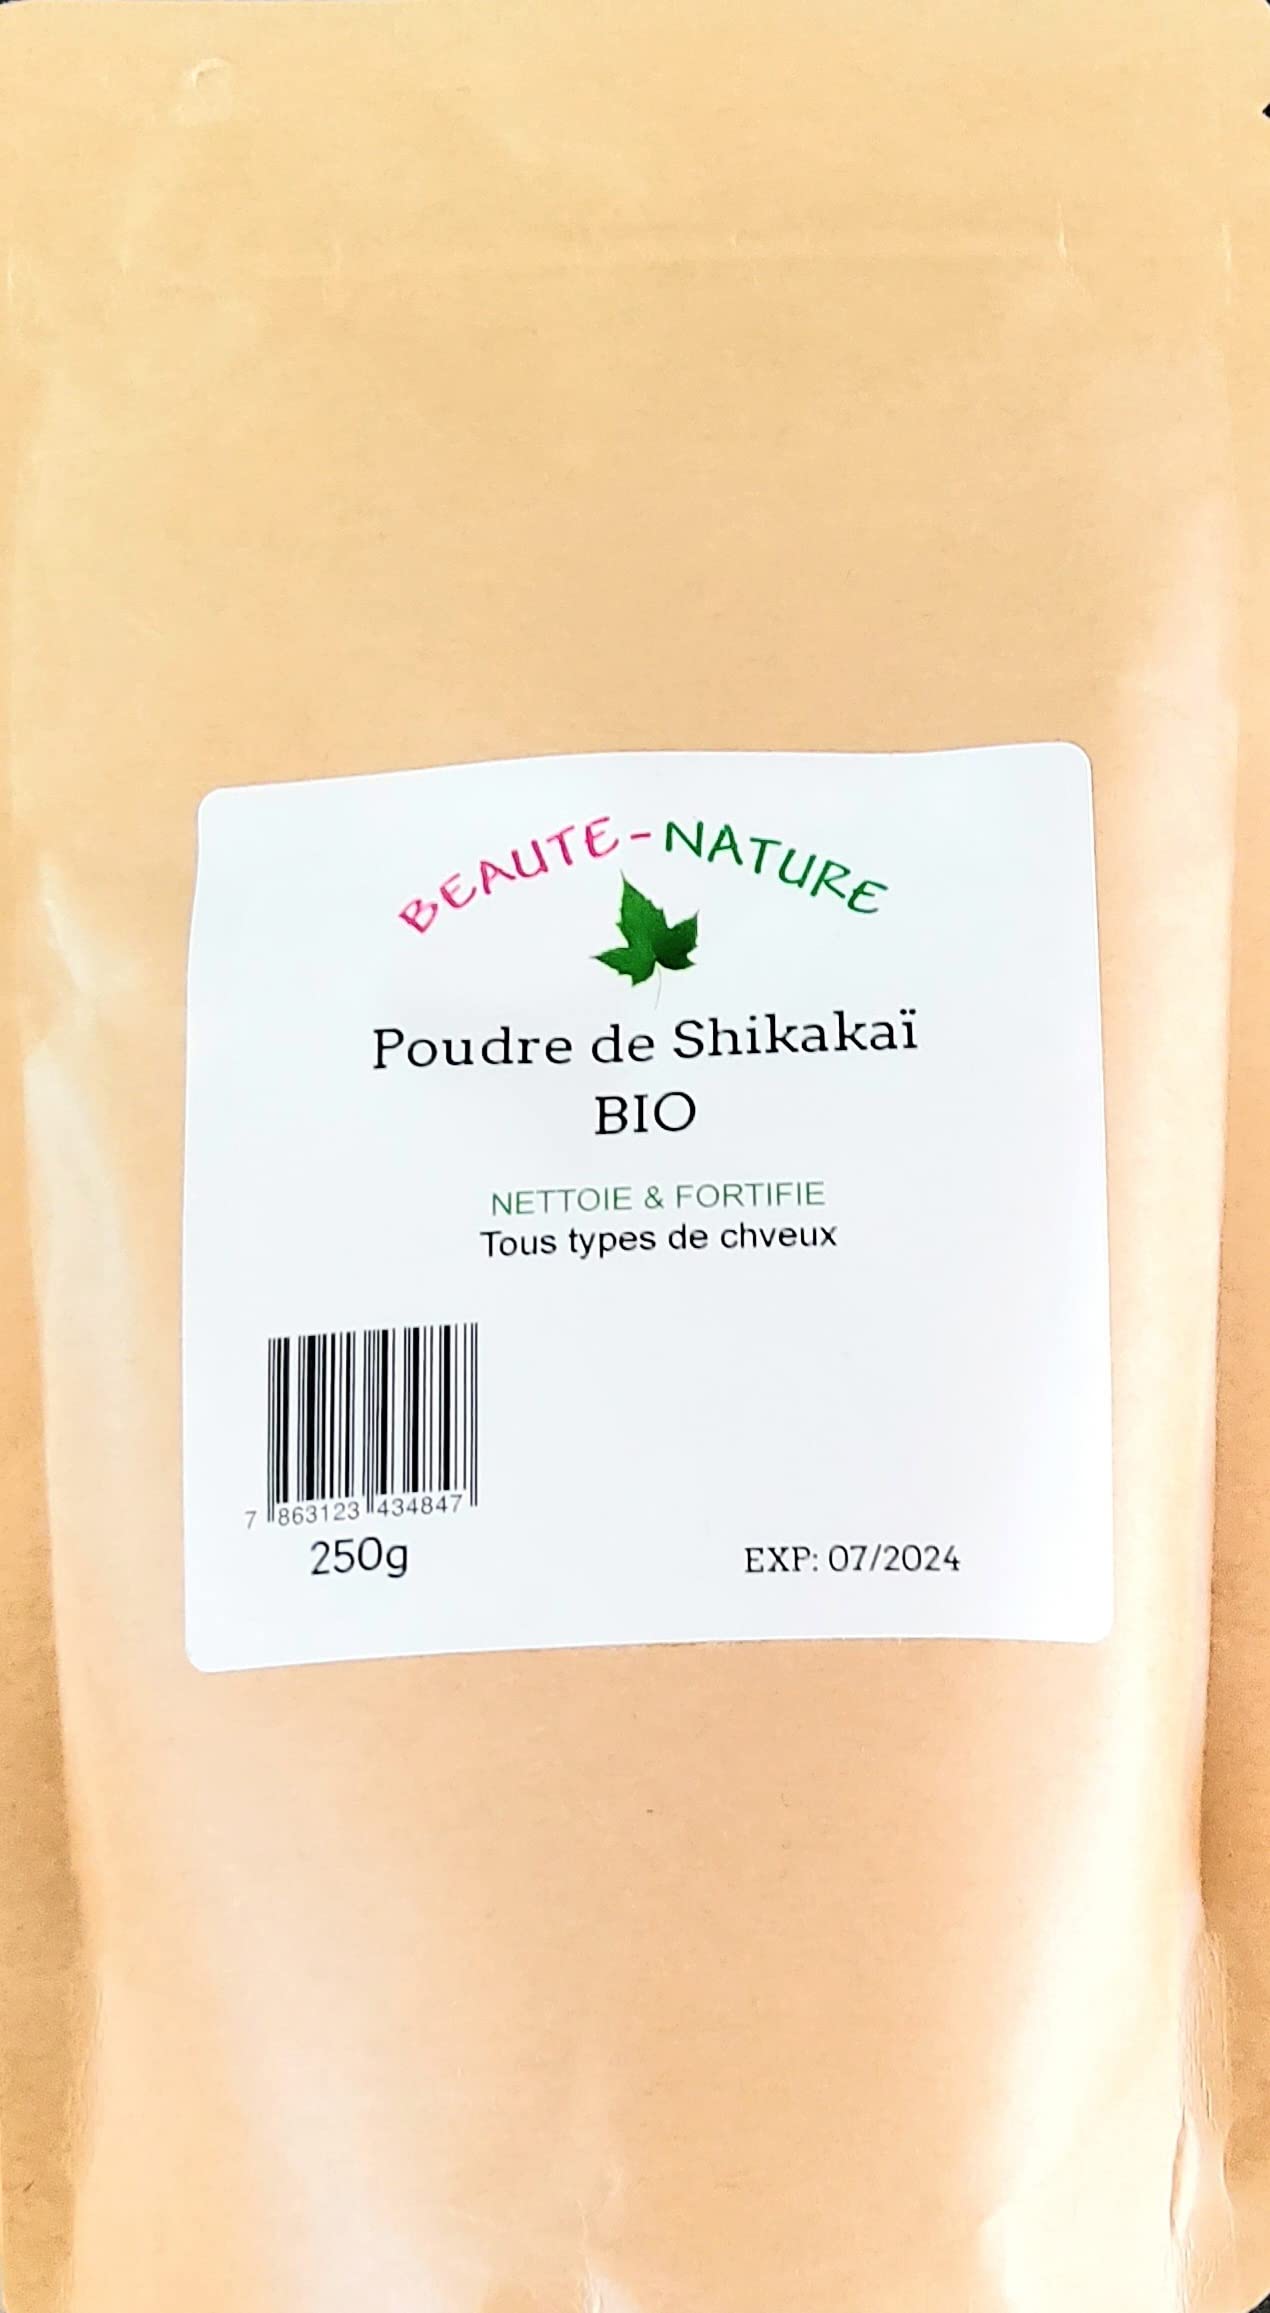 BEAUTE-NATURE
Poudre de Shikakaï
BIO
NETTOIE & FORTIFIE
Tous types de chveux
7 863123 434847
250g
EXP: 07/2024